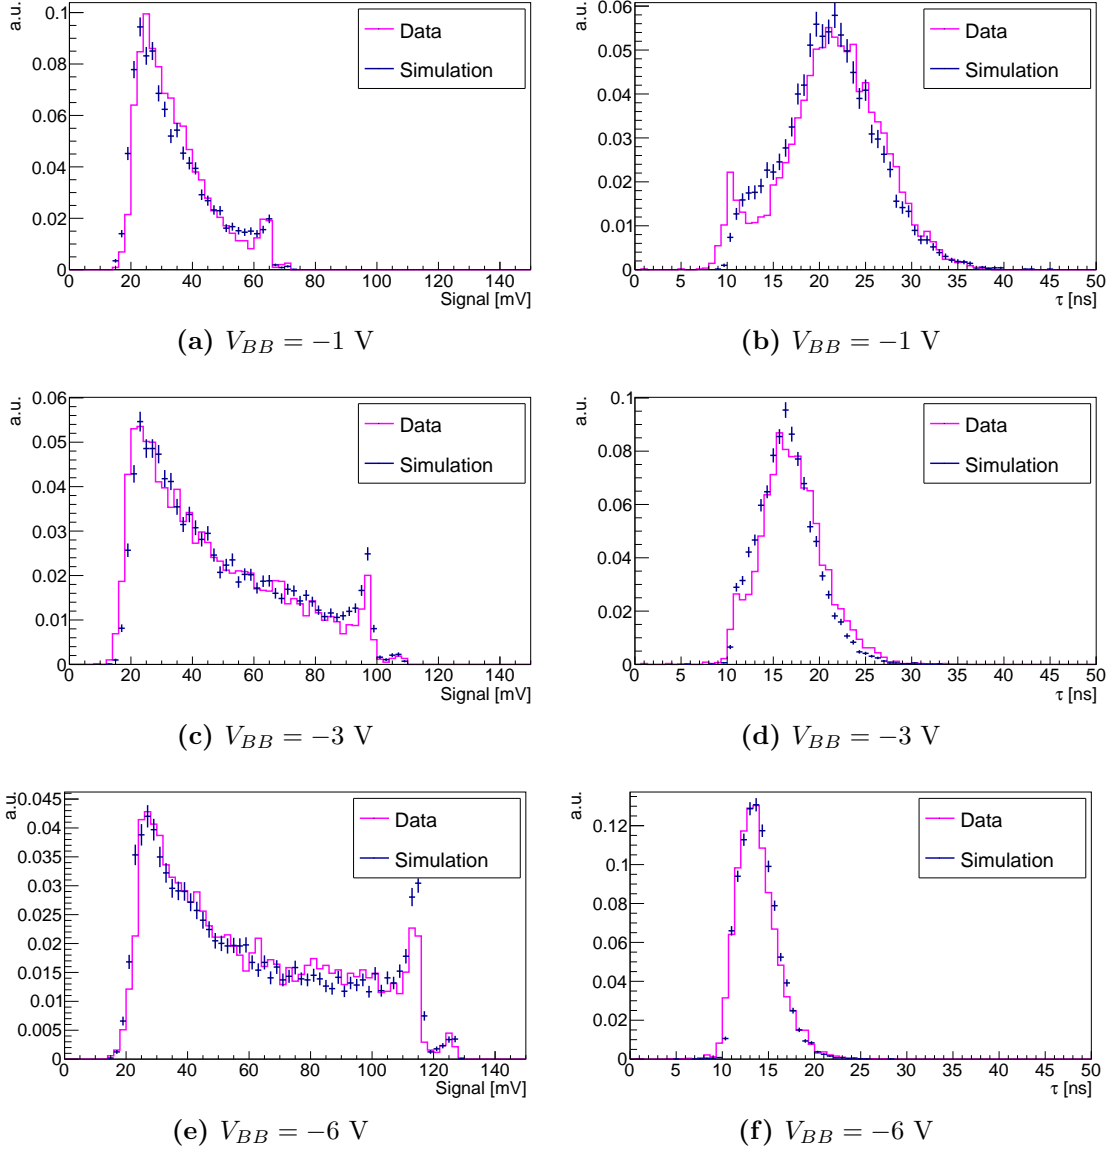 a.u.
0.1
0.08
0.06
0.04
0.02
0
0 20 40 60 80 100 120 140
Signal [mV]
Data
Simulation
(a) V_BB = −1 V
a.u.
0.06
0.05
0.04
0.03
0.02
0.01
0
0 5 10 15 20 25 30 35 40 45 50
τ [ns]
Data
Simulation
(b) V_BB = −1 V
a.u.
0.06
0.05
0.04
0.03
0.02
0.01
0
0 20 40 60 80 100 120 140
Signal [mV]
Data
Simulation
(c) V_BB = −3 V
a.u.
0.1
0.08
0.06
0.04
0.02
0
0 5 10 15 20 25 30 35 40 45 50
τ [ns]
Data
Simulation
(d) V_BB = −3 V
a.u.
0.045
0.04
0.035
0.03
0.025
0.02
0.015
0.01
0.005
0
0 20 40 60 80 100 120 140
Signal [mV]
Data
Simulation
(e) V_BB = −6 V
a.u.
0.12
0.1
0.08
0.06
0.04
0.02
0
0 5 10 15 20 25 30 35 40 45 50
τ [ns]
Data
Simulation
(f) V_BB = −6 V